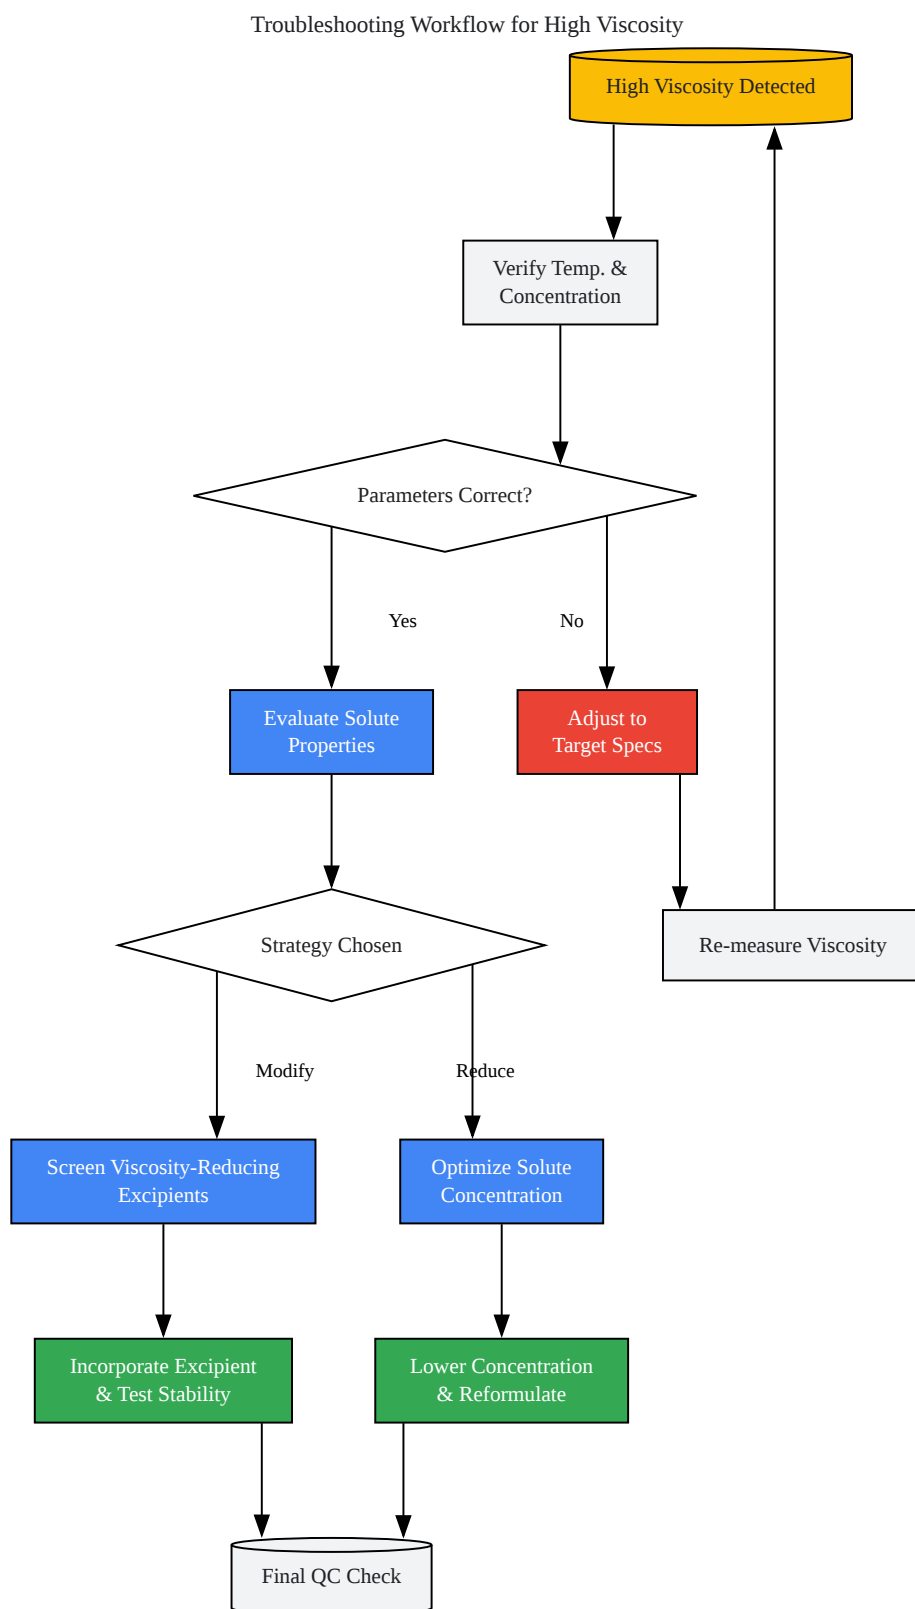 Troubleshooting Workflow for High Viscosity
High Viscosity Detected
Verify Temp. &
Concentration
Parameters Correct?
Yes
No
Evaluate Solute
Properties
Adjust to
Target Specs
Strategy Chosen
Re-measure Viscosity
Modify
Reduce
Screen Viscosity-Reducing
Excipients
Optimize Solute
Concentration
Incorporate Excipient
& Test Stability
Lower Concentration
& Reformulate
Final QC Check